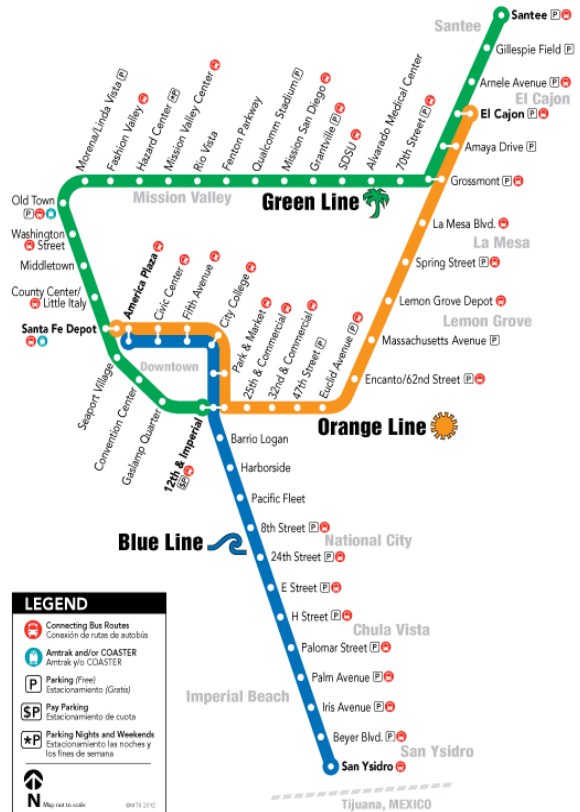 Santee P
Santee
Gillespie Field P
Arnele Avenue P
El Cajon
El Cajon P
Amaya Drive P
Grossmont P
Morena/Linda Vista P
Fashion Valley
Hazard Center *P
Mission Valley Center
Rio Vista
Fenton Parkway
Qualcomm Stadium P
Mission San Diego
Grantville P
SDSU
Alvarado Medical Center
70th Street P
Mission Valley
Green Line
Old Town
P
Washington
Street
Middletown
County Center/
Little Italy
Santa Fe Depot
America Plaza
Civic Center
Fifth Avenue
City College
Park & Market
25th & Commercial
32nd & Commercial
47th Street P
Euclid Avenue P
La Mesa Blvd.
La Mesa
Spring Street P
Lemon Grove Depot
Lemon Grove
Massachusetts Avenue P
Encanto/62nd Street P
Downtown
Seaport Village
Convention Center
Gaslamp Quarter
12th & Imperial
$P
Orange Line
Barrio Logan
Harborside
Pacific Fleet
8th Street P
National City
Blue Line
24th Street P
E Street P
H Street P
Chula Vista
Palomar Street P
Palm Avenue P
Imperial Beach
Iris Avenue P
Beyer Blvd. P
San Ysidro
San Ysidro
Tijuana, MEXICO
LEGEND
Connecting Bus Routes
Conexión de rutas de autobús
Amtrak and/or COASTER
Amtrak y/o COASTER
P
Parking (Free)
Estacionamiento (Gratis)
$P
Pay Parking
Estacionamiento de cuota
*P
Parking Nights and Weekends
Estacionamiento las noches y
los fines de semana
N
Map not to scale
©MTS 2012